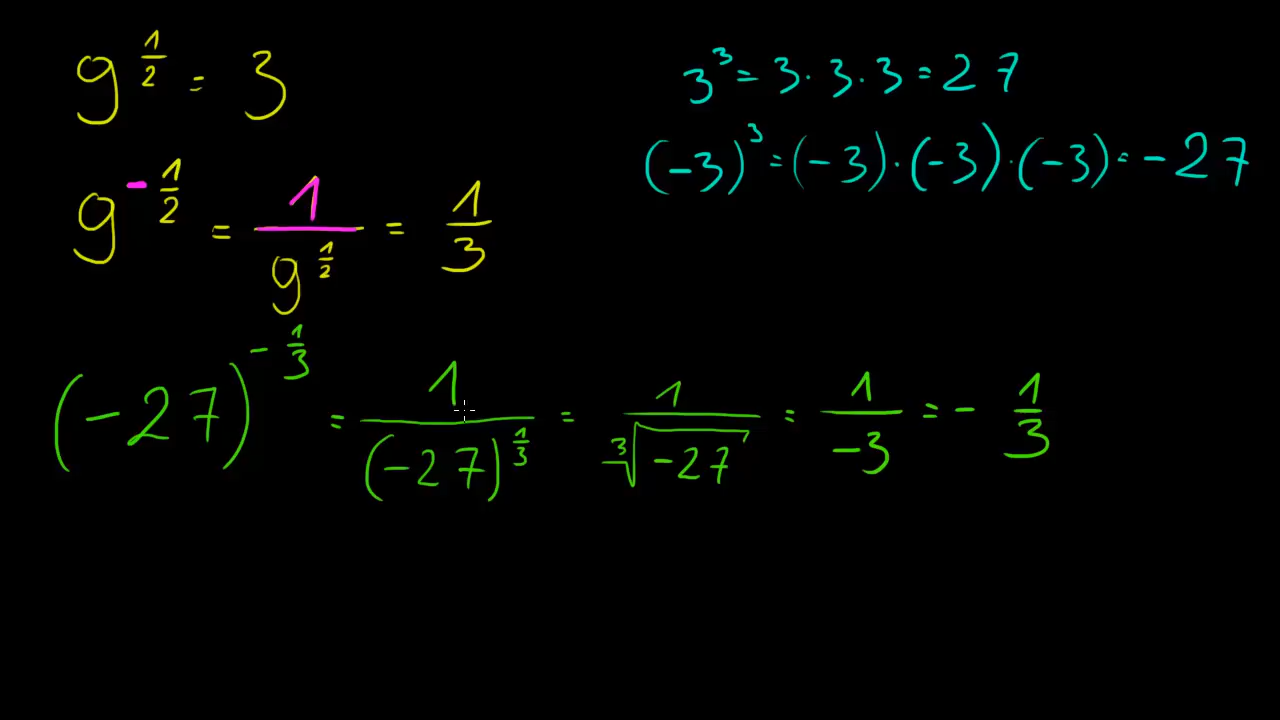 9^{1/2} = 3
3^3 = 3 · 3 · 3 = 27
(-3)^3 = (-3) · (-3) · (-3) = -27
9^{-1/2} = 1/9^{1/2} = 1/3
(-27)^{-1/3} = 1/(-27)^{1/3} = 1/∛-27 = 1/-3 = - 1/3